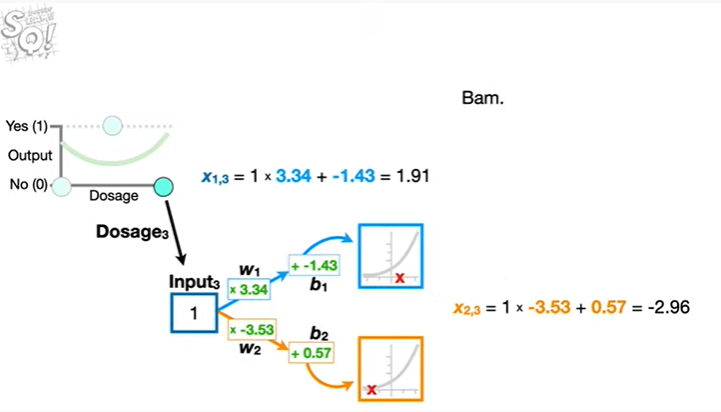 SQ!
Bam.
Yes (1)
Output
No (0)
Dosage
x1,3 = 1 × 3.34 + -1.43 = 1.91
Dosage3
Input3
1
w1
× 3.34
+ -1.43
b1
x
× -3.53
w2
b2
+ 0.57
x
x2,3 = 1 × -3.53 + 0.57 = -2.96